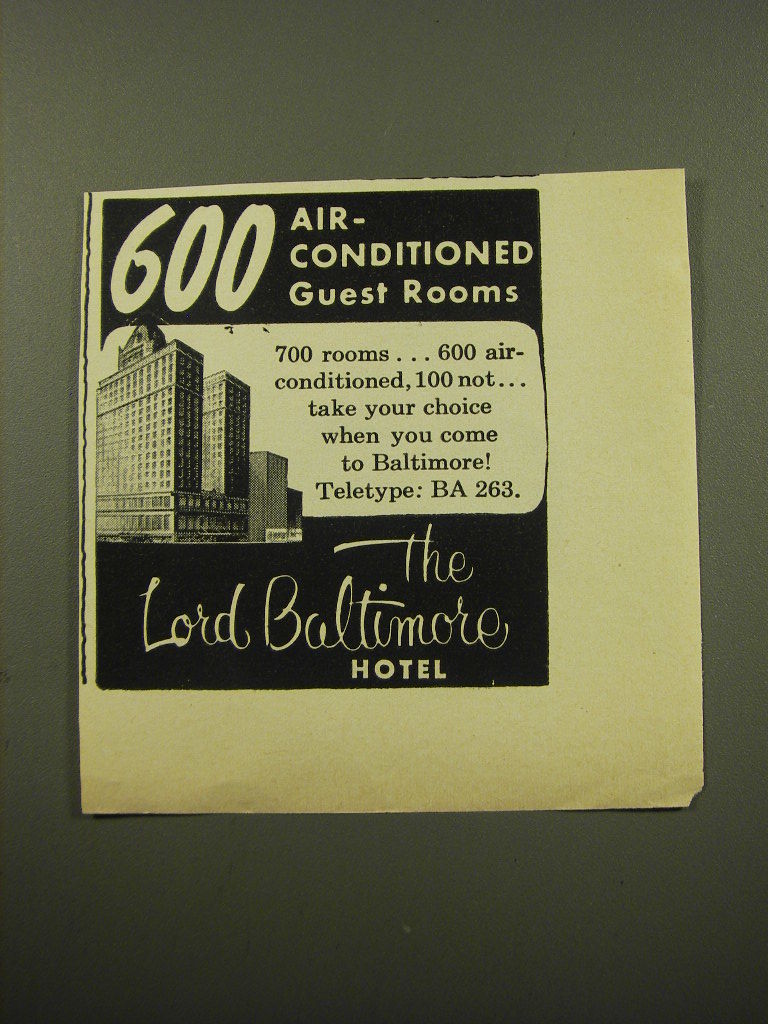 600 AIR-
CONDITIONED
Guest Rooms
700 rooms . . . 600 air-
conditioned, 100 not . . .
take your choice
when you come
to Baltimore!
Teletype: BA 263.
The
Lord Baltimore
HOTEL